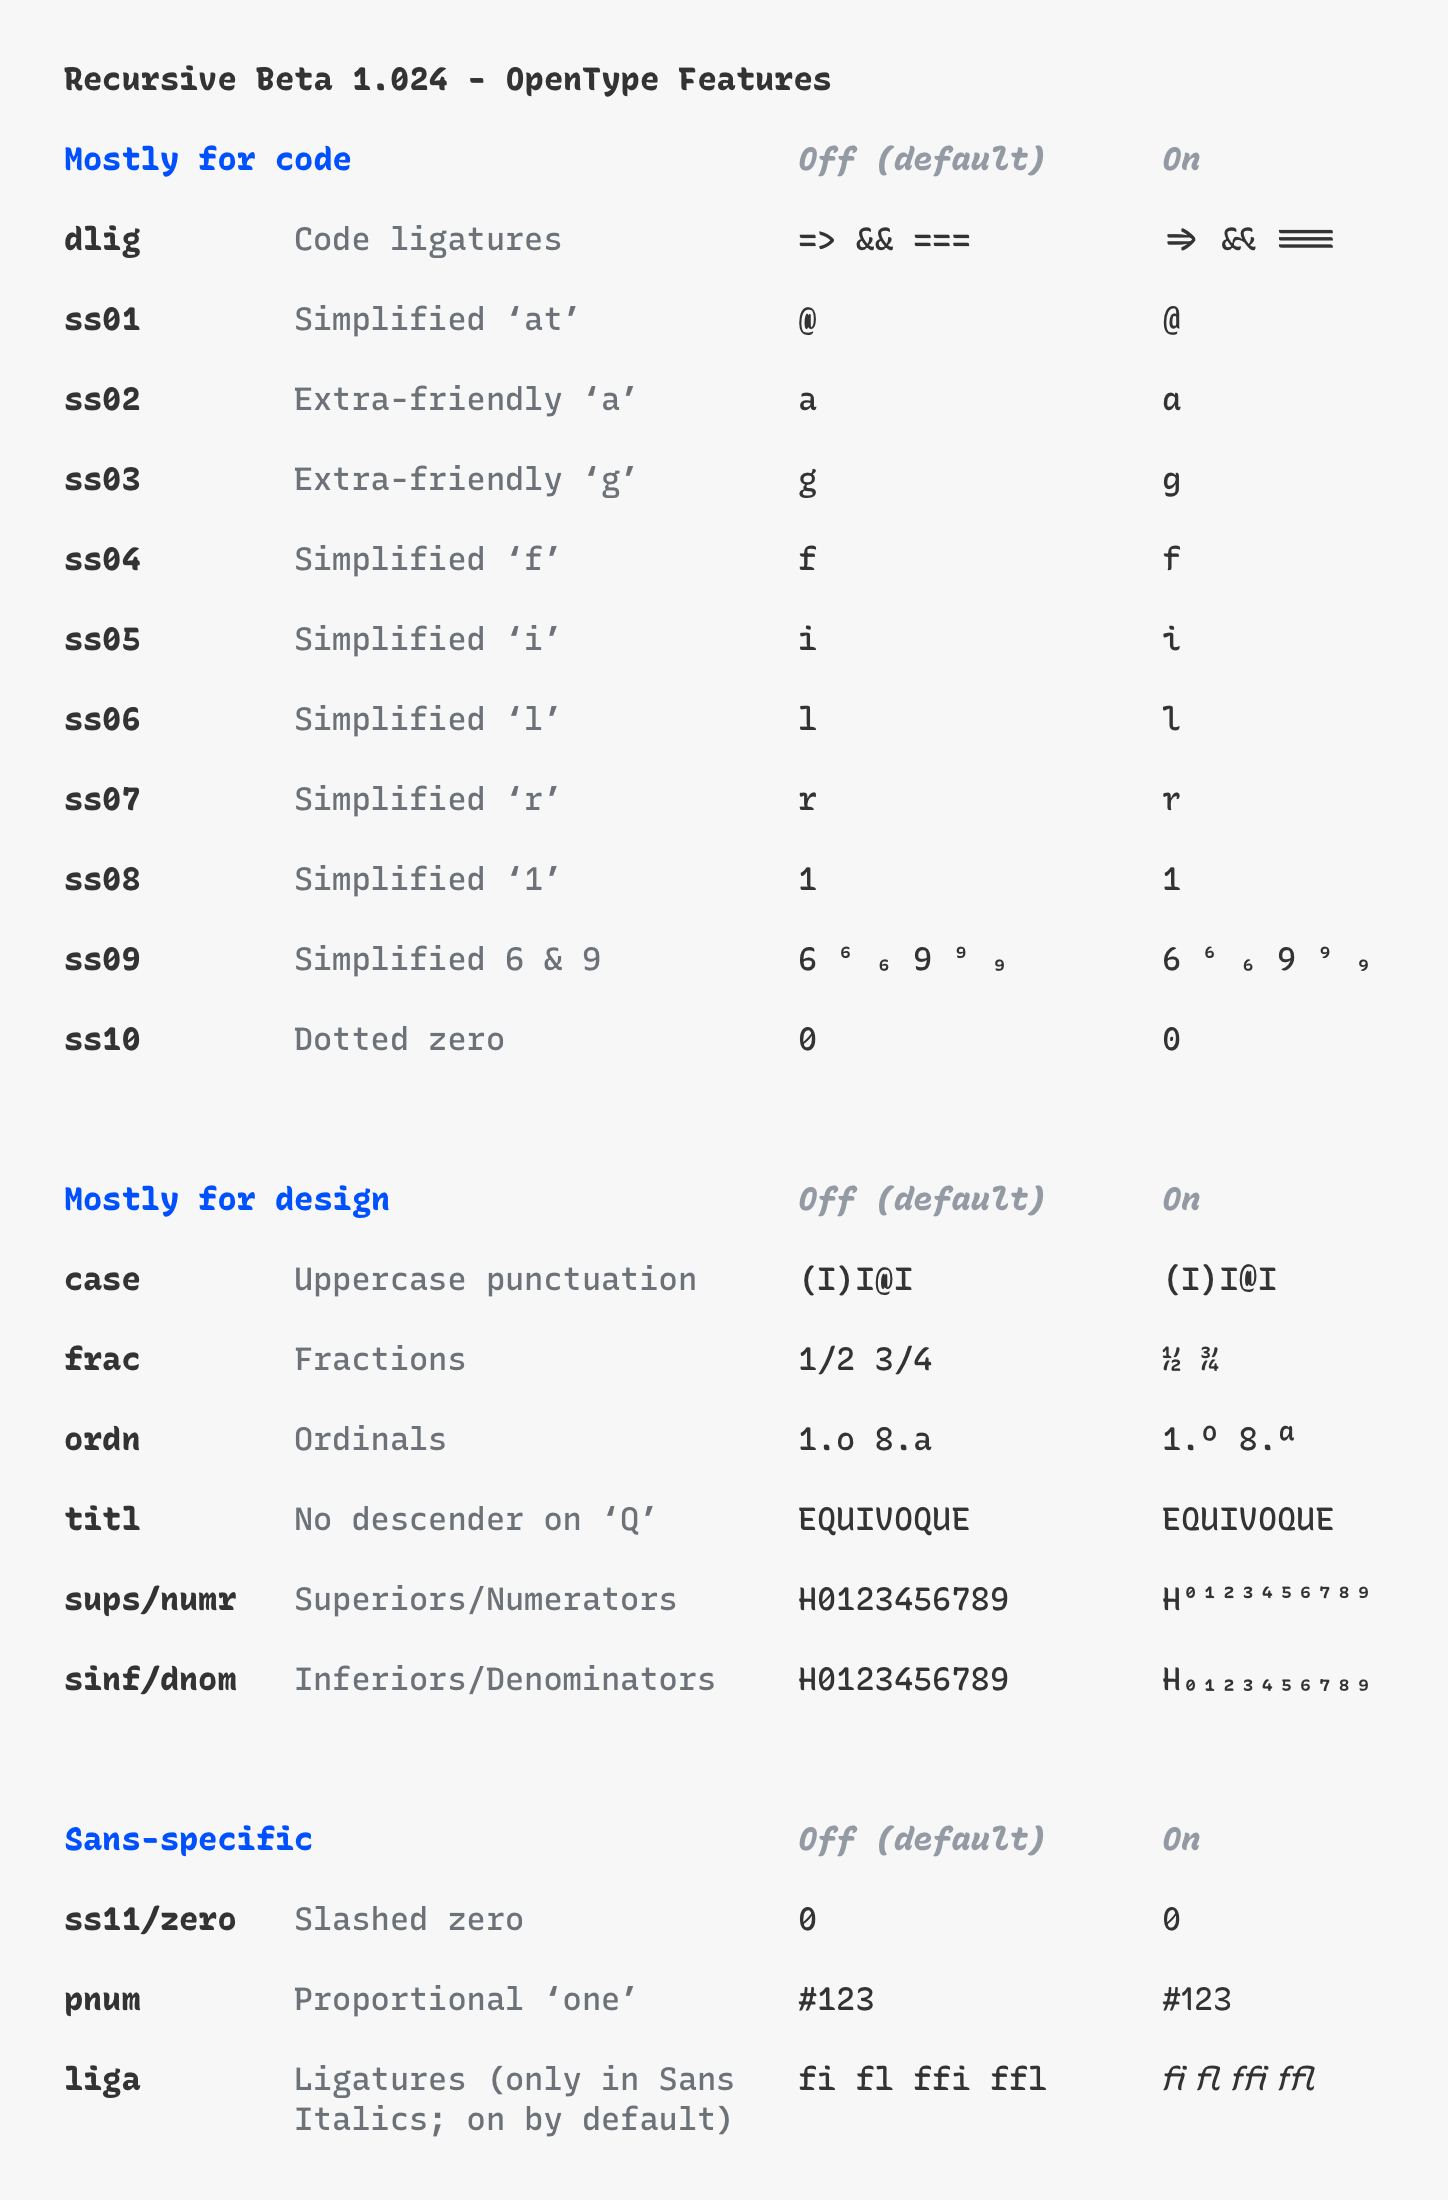 Recursive Beta 1.024 - OpenType Features
Mostly for code Off (default) On
dlig Code ligatures => && === => && ===
ss01 Simplified ‘at’ @ @
ss02 Extra-friendly ‘a’ a a
ss03 Extra-friendly ‘g’ g g
ss04 Simplified ‘f’ f f
ss05 Simplified ‘i’ i i
ss06 Simplified ‘l’ l l
ss07 Simplified ‘r’ r r
ss08 Simplified ‘1’ 1 1
ss09 Simplified 6 & 9 6 ⁶ ₆ 9 ⁹ ₉ 6 ⁶ ₆ 9 ⁹ ₉
ss10 Dotted zero 0 0
Mostly for design Off (default) On
case Uppercase punctuation (I)I@I (I)I@I
frac Fractions 1/2 3/4 ½ ¾
ordn Ordinals 1.o 8.a 1.º 8.ª
titl No descender on ‘Q’ EQUIVOQUE EQUIVOQUE
sups/numr Superiors/Numerators H0123456789 H⁰¹²³⁴⁵⁶⁷⁸⁹
sinf/dnom Inferiors/Denominators H0123456789 H₀₁₂₃₄₅₆₇₈₉
Sans-specific Off (default) On
ss11/zero Slashed zero 0 0
pnum Proportional ‘one’ #123 #123
liga Ligatures (only in Sans fi fl ffi ffl fi fl ffi ffl
Italics; on by default)